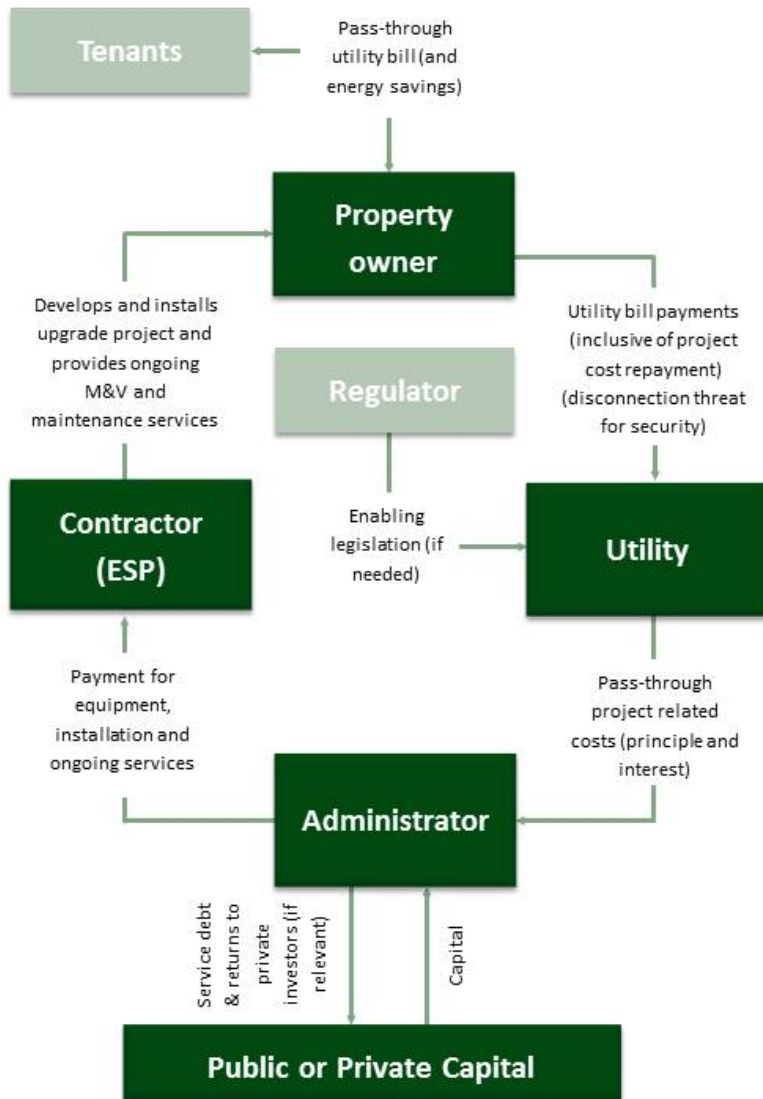 Tenants
Pass-through
utility bill (and
energy savings)
Property
owner
Develops and installs
upgrade project and
provides ongoing
M&V and
maintenance services
Utility bill payments
(inclusive of project
cost repayment)
(disconnection threat
for security)
Regulator
Contractor
(ESP)
Enabling
legislation (if
needed)
Utility
Payment for
equipment,
installation and
ongoing services
Pass-through
project related
costs (principle and
interest)
Administrator
Service debt
& returns to
private
investors (if
relevant)
Capital
Public or Private Capital